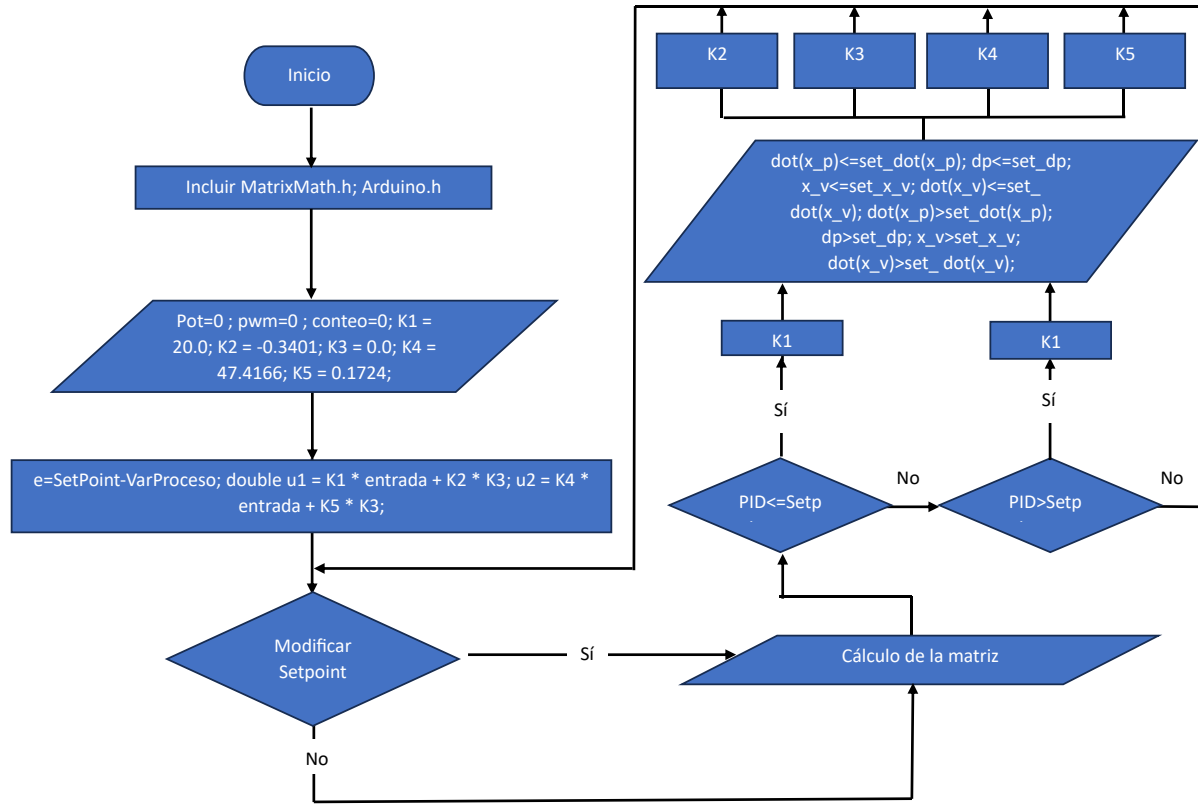 Inicio
Incluir MatrixMath.h; Arduino.h
Pot=0 ; pwm=0 ; conteo=0; K1 =
20.0; K2 = -0.3401; K3 = 0.0; K4 =
47.4166; K5 = 0.1724;
e=SetPoint-VarProceso; double u1 = K1 * entrada + K2 * K3; u2 = K4 *
entrada + K5 * K3;
Modificar
Setpoint
Sí
No
Cálculo de la matriz
PID<=Setp
No
PID>Setp
No
Sí
Sí
K1
K1
dot(x_p)<=set_dot(x_p); dp<=set_dp;
x_v<=set_x_v; dot(x_v)<=set_
dot(x_v); dot(x_p)>set_dot(x_p);
dp>set_dp; x_v>set_x_v;
dot(x_v)>set_ dot(x_v);
K2
K3
K4
K5